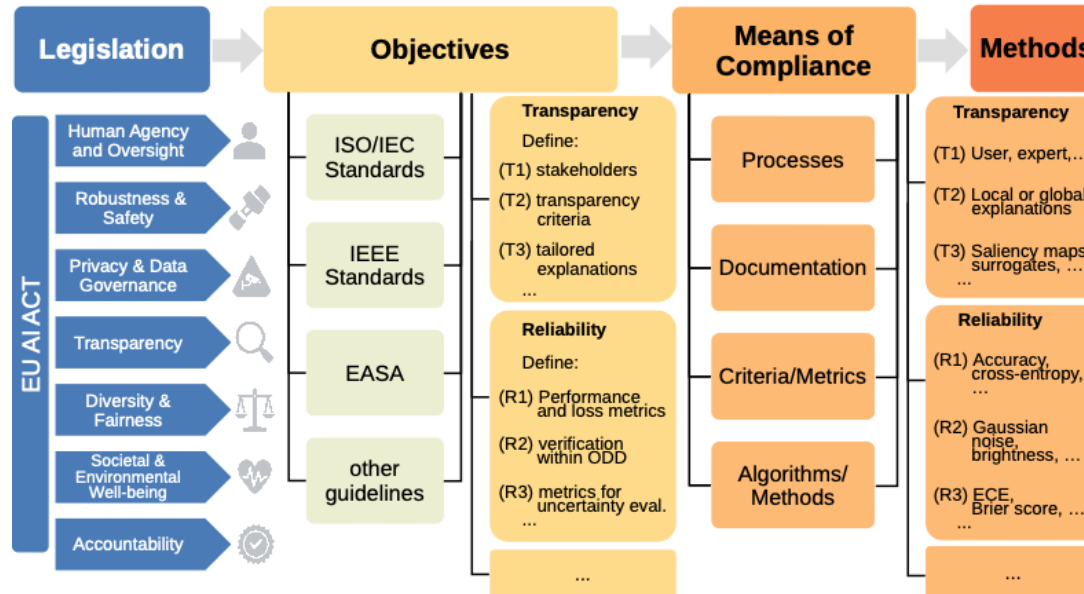 Legislation
Objectives
Means of
Compliance
Methods
EU AI ACT
Human Agency
and Oversight
Robustness &
Safety
Privacy & Data
Governance
Transparency
Diversity &
Fairness
Societal &
Environmental
Well-being
Accountability
ISO/IEC
Standards
IEEE
Standards
EASA
other
guidelines
Transparency
Define:
(T1) stakeholders
(T2) transparency
criteria
(T3) tailored
explanations
...
Reliability
Define:
(R1) Performance
and loss metrics
(R2) verification
within ODD
(R3) metrics for
uncertainty eval.
...
...
Processes
Documentation
Criteria/Metrics
Algorithms/
Methods
Transparency
(T1) User, expert,...
(T2) Local or global
explanations
(T3) Saliency maps
surrogates, ...
...
Reliability
(R1) Accuracy,
cross-entropy,
...
(R2) Gaussian
noise,
brightness, ...
(R3) ECE,
Brier score, ...
...
...